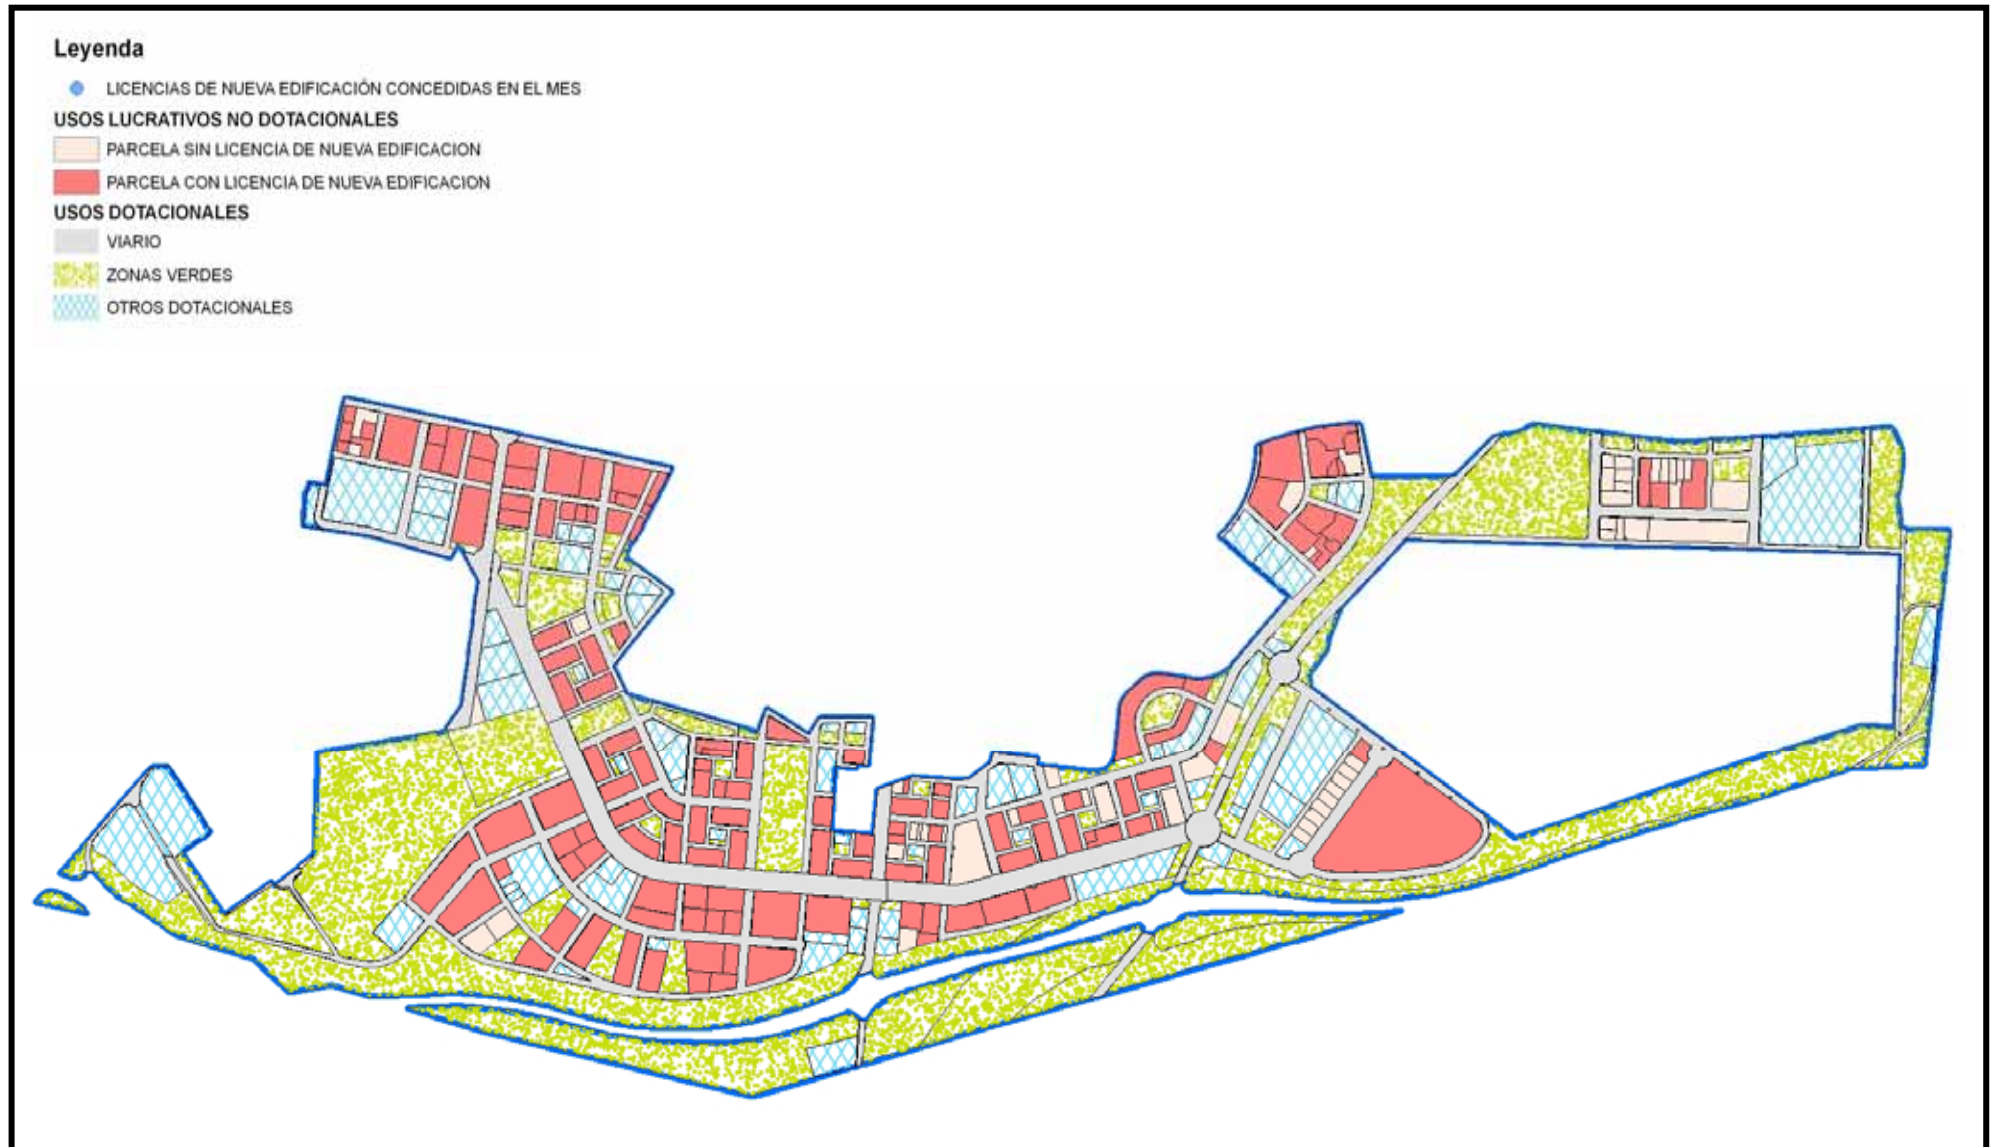 Leyenda
LICENCIAS DE NUEVA EDIFICACIÓN CONCEDIDAS EN EL MES
USOS LUCRATIVOS NO DOTACIONALES
PARCELA SIN LICENCIA DE NUEVA EDIFICACION
PARCELA CON LICENCIA DE NUEVA EDIFICACION
USOS DOTACIONALES
VIARIO
ZONAS VERDES
OTROS DOTACIONALES